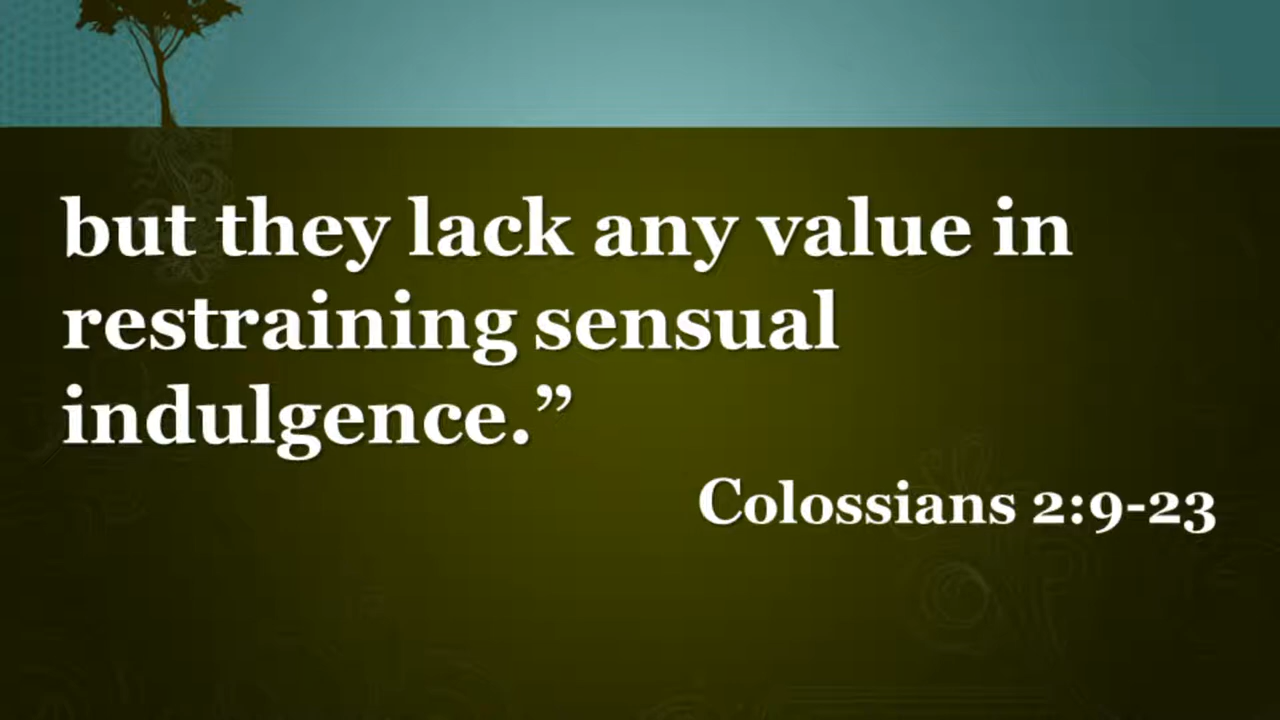 but they lack any value in
restraining sensual
indulgence.”
Colossians 2:9-23